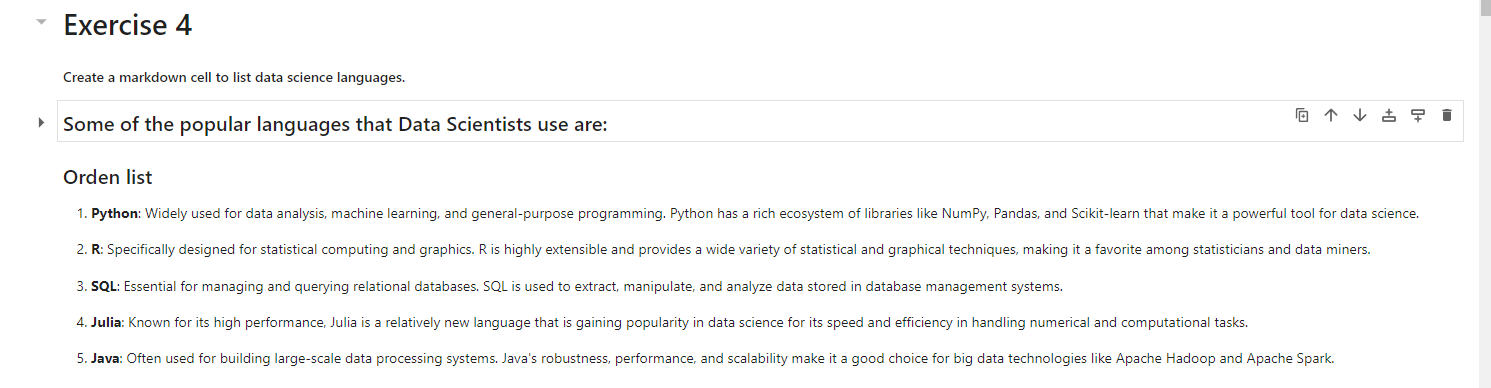 Exercise 4
Create a markdown cell to list data science languages.
Some of the popular languages that Data Scientists use are:
Orden list
1. Python: Widely used for data analysis, machine learning, and general-purpose programming. Python has a rich ecosystem of libraries like NumPy, Pandas, and Scikit-learn that make it a powerful tool for data science.
2. R: Specifically designed for statistical computing and graphics. R is highly extensible and provides a wide variety of statistical and graphical techniques, making it a favorite among statisticians and data miners.
3. SQL: Essential for managing and querying relational databases. SQL is used to extract, manipulate, and analyze data stored in database management systems.
4. Julia: Known for its high performance, Julia is a relatively new language that is gaining popularity in data science for its speed and efficiency in handling numerical and computational tasks.
5. Java: Often used for building large-scale data processing systems. Java's robustness, performance, and scalability make it a good choice for big data technologies like Apache Hadoop and Apache Spark.